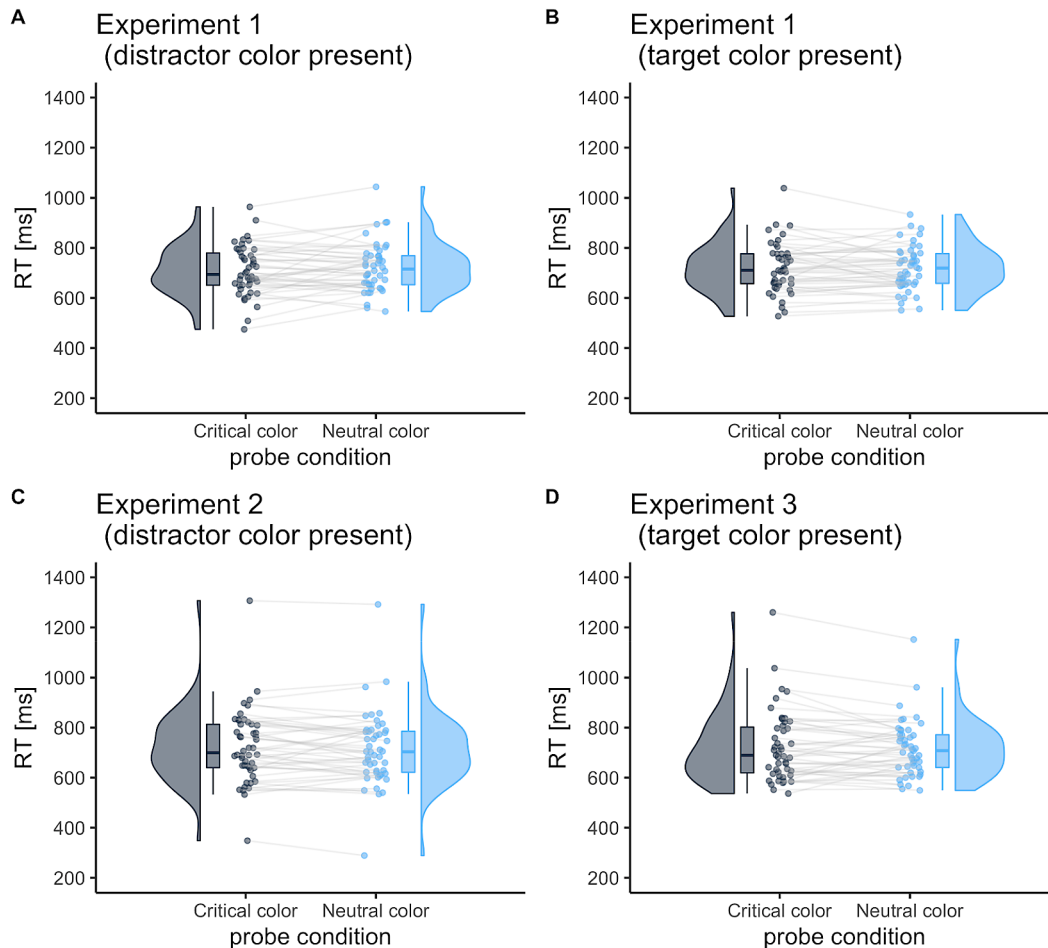 A
Experiment 1
(distractor color present)
RT [ms]
1400
1200
1000
800
600
400
200
Critical color
Neutral color
probe condition
B
Experiment 1
(target color present)
RT [ms]
1400
1200
1000
800
600
400
200
Critical color
Neutral color
probe condition
C
Experiment 2
(distractor color present)
RT [ms]
1400
1200
1000
800
600
400
200
Critical color
Neutral color
probe condition
D
Experiment 3
(target color present)
RT [ms]
1400
1200
1000
800
600
400
200
Critical color
Neutral color
probe condition